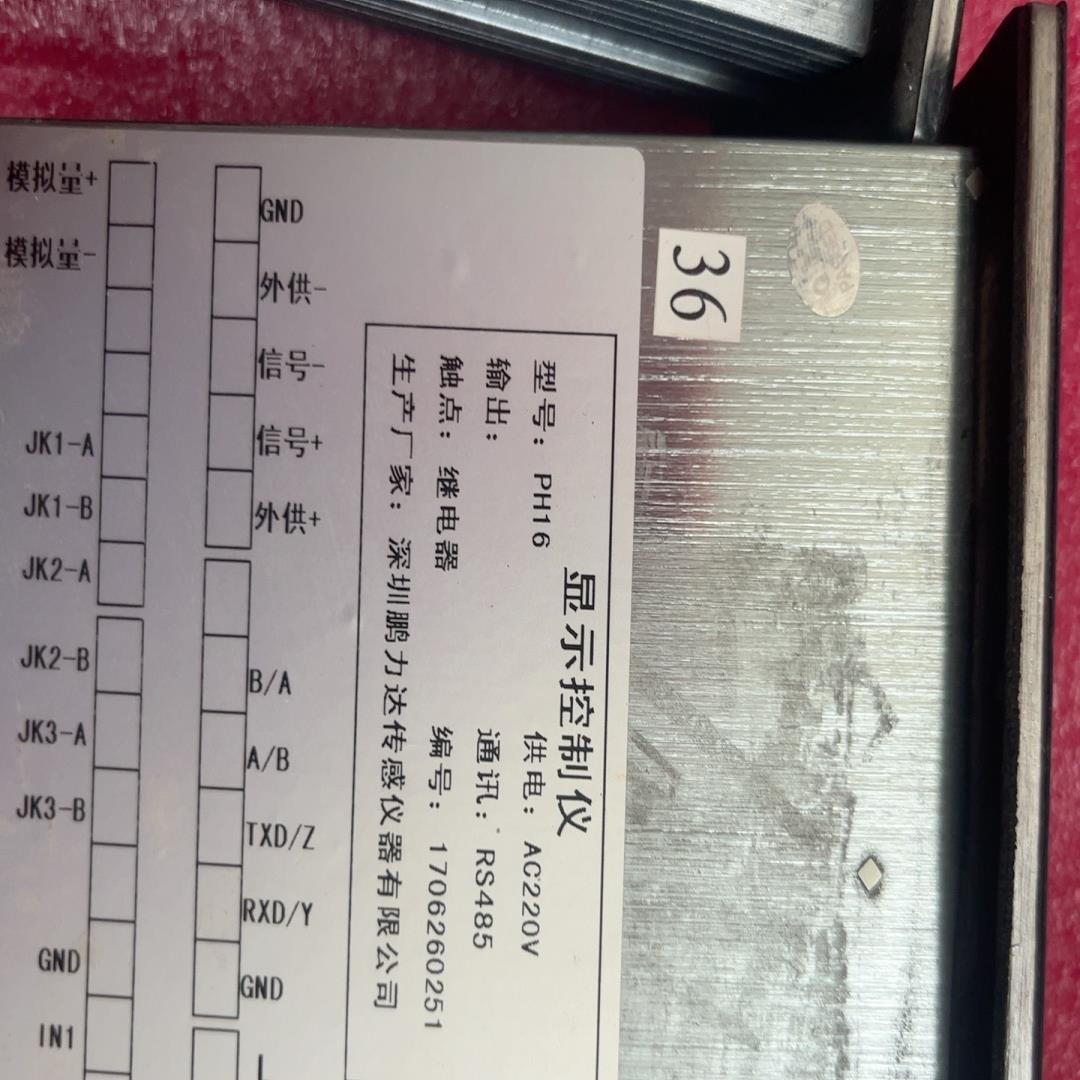 模拟量+
模拟量-
JK1-A
JK1-B
JK2-A
JK2-B
JK3-A
JK3-B
GND
IN1
GND
外供-
信号-
信号+
外供+
B/A
A/B
TXD/Z
RXD/Y
GND
36
显示控制仪
型号: PH16 供电: AC220V
输出: 通讯: RS485
触点: 继电器 编号: 1706260251
生产厂家: 深圳鹏力达传感仪器有限公司